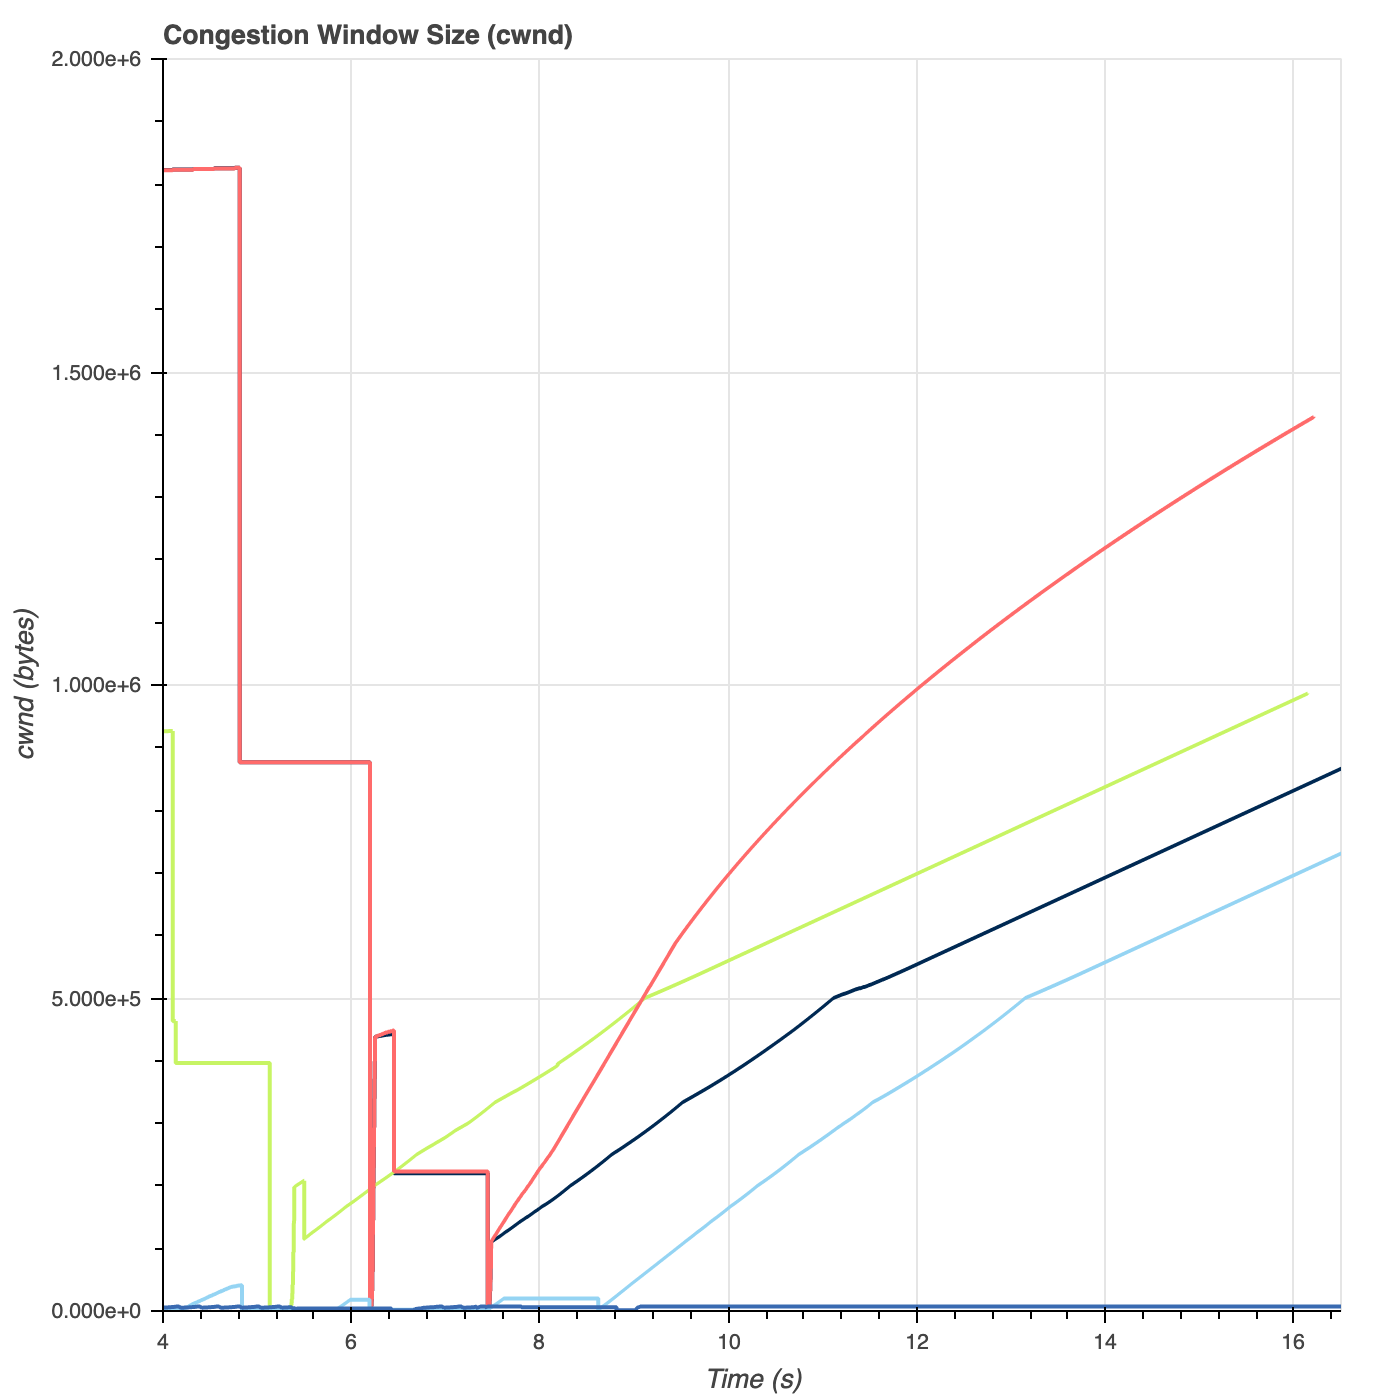 Congestion Window Size (cwnd)
2.000e+6
1.500e+6
1.000e+6
5.000e+5
0.000e+0
cwnd (bytes)
4 6 8 10 12 14 16
Time (s)